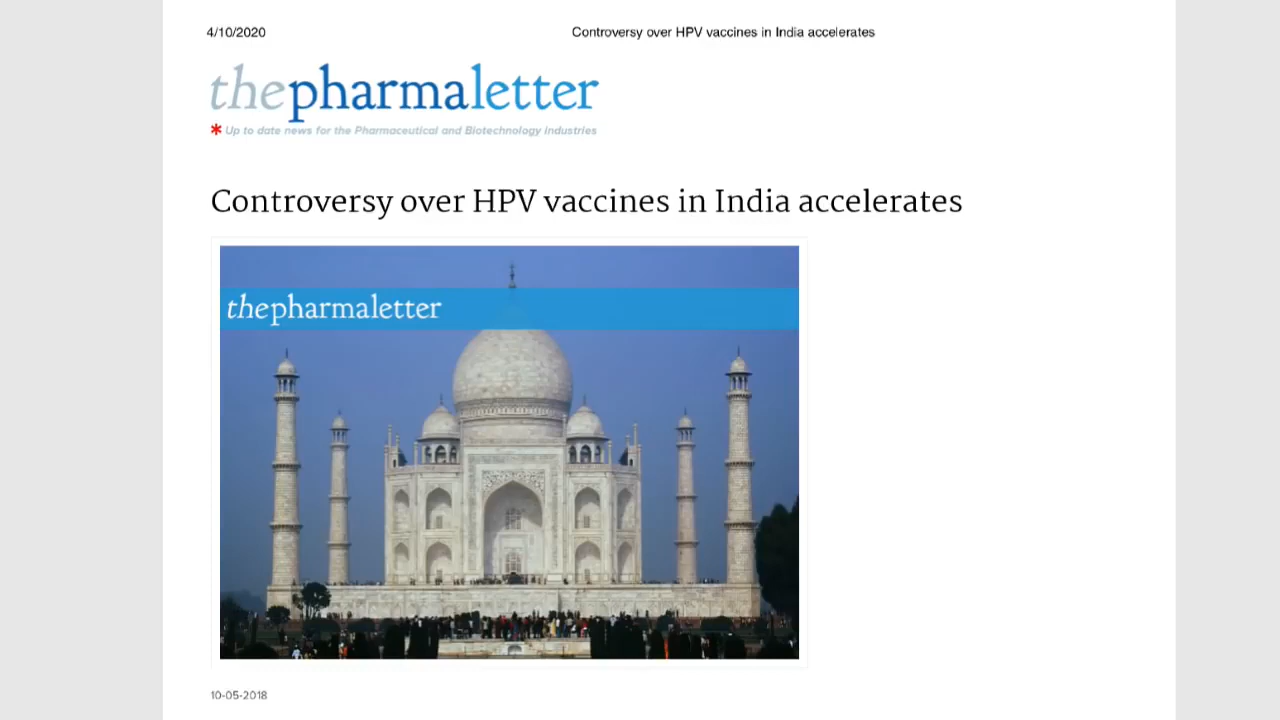 4/10/2020 Controversy over HPV vaccines in India accelerates
thepharmaletter
* Up to date news for the Pharmaceutical and Biotechnology industries
Controversy over HPV vaccines in India accelerates
thepharmaletter
10-05-2018